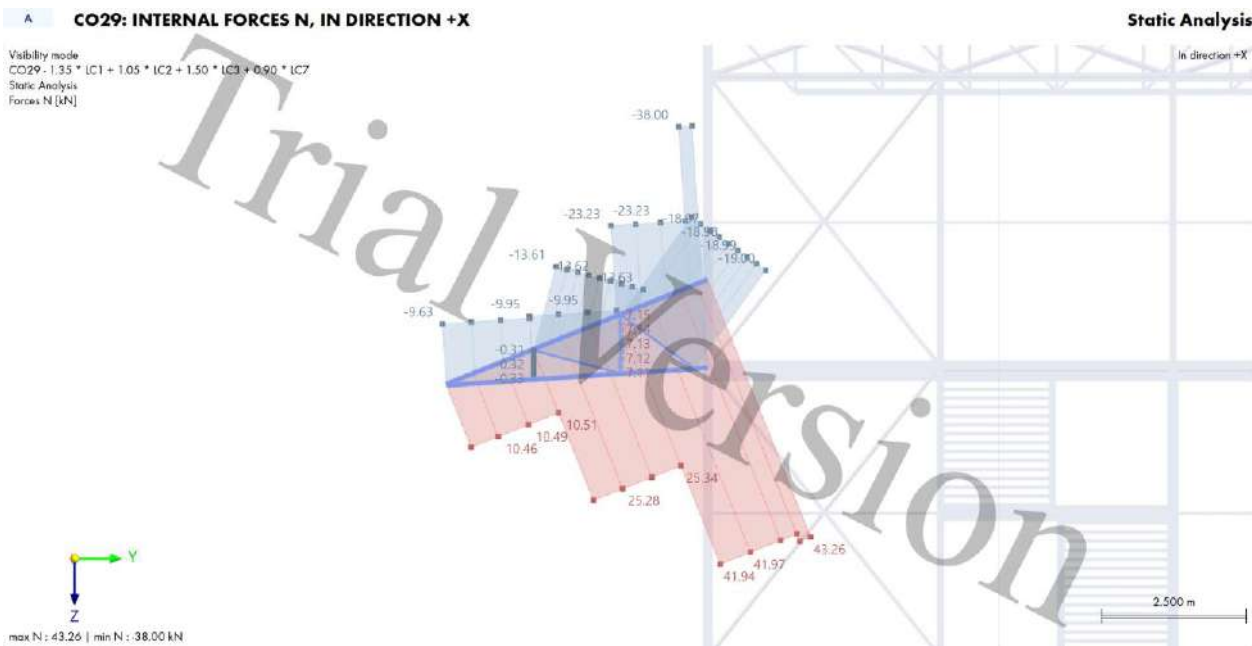 A CO29: INTERNAL FORCES N, IN DIRECTION +X
Static Analysis
Visibility mode
CO29 - 1.35 * LC1 + 1.05 * LC2 + 1.50 * LC3 + 0.90 * LC7
Static Analysis
Forces N [kN]
In direction +X
Trial Version
-38.00
-23.23
-23.23
-18.99
-19.00
-13.61
-13.63
-9.63
-9.95
-9.95
-0.31
7.13
7.12
10.46
10.49
10.51
25.28
25.34
41.94
41.97
43.26
Y
Z
2.500 m
max N : 43.26 | min N : -38.00 kN